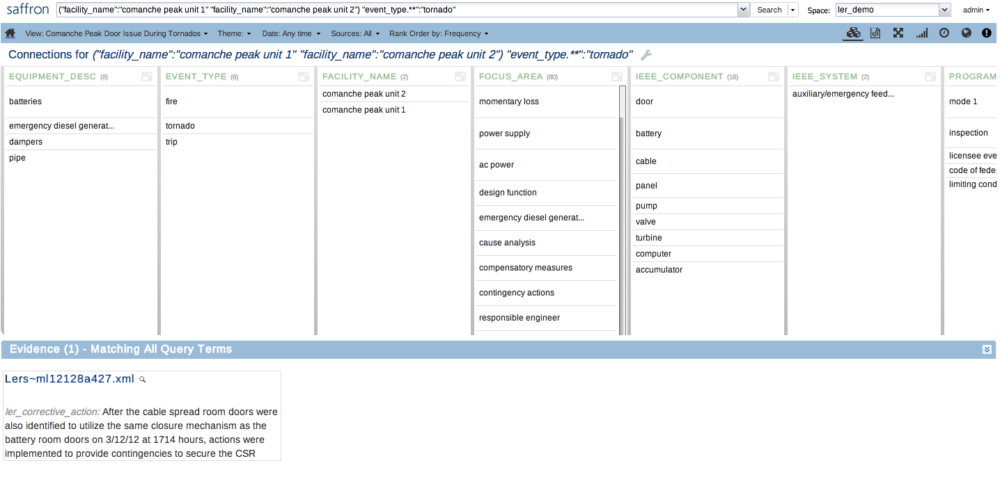 saffron ("facility_name":"comanche peak unit 1" "facility_name":"comanche peak unit 2") "event_type.**":"tornado" Search Space: ler_demo admin
View: Comanche Peak Door Issue During Tornados Theme: Date: Any time Sources: All Rank Order by: Frequency
Connections for ("facility_name":"comanche peak unit 1" "facility_name":"comanche peak unit 2") "event_type.**":"tornado"
EQUIPMENT_DESC (8)
batteries
emergency diesel generat...
dampers
pipe
EVENT_TYPE (6)
fire
tornado
trip
FACILITY_NAME (2)
comanche peak unit 2
comanche peak unit 1
FOCUS_AREA (80)
momentary loss
power supply
ac power
design function
emergency diesel generat...
cause analysis
compensatory measures
contingency actions
responsible engineer
IEEE_COMPONENT (18)
door
battery
cable
panel
pump
valve
turbine
computer
accumulator
IEEE_SYSTEM (2)
auxiliary/emergency feed...
PROGRAM
mode 1
inspection
licensee eve
code of fede
limiting cond
Evidence (1) - Matching All Query Terms
Lers~ml12128a427.xml
ler_corrective_action: After the cable spread room doors were
also identified to utilize the same closure mechanism as the
battery room doors on 3/12/12 at 1714 hours, actions were
implemented to provide contingencies to secure the CSR